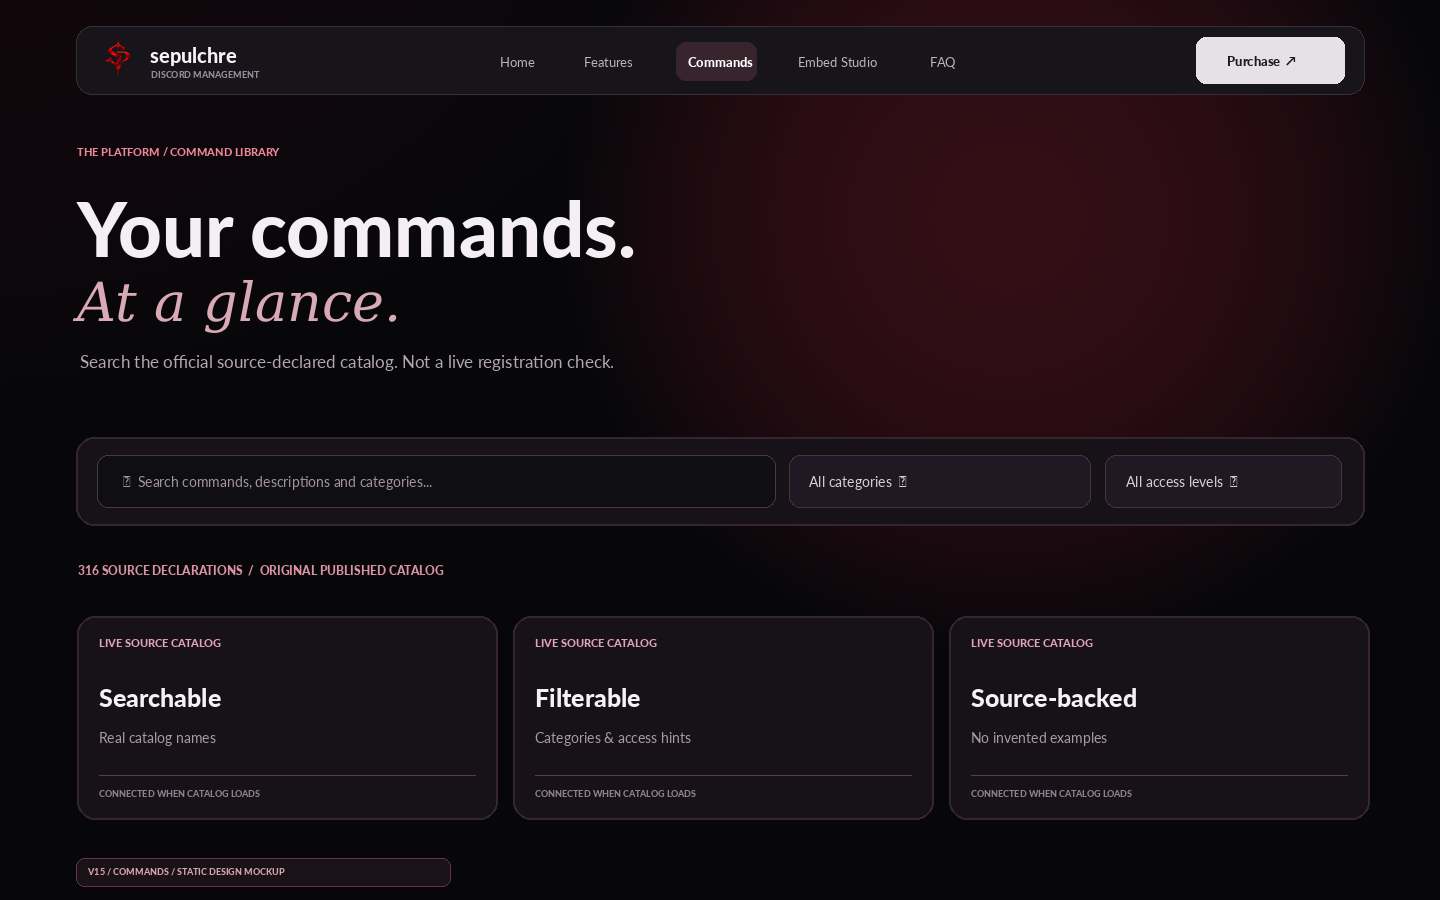 sepulchre
DISCORD MANAGEMENT
Home
Features
Commands
Embed Studio
FAQ
Purchase ↗
THE PLATFORM / COMMAND LIBRARY
Your commands.
At a glance.
Search the official source-declared catalog. Not a live registration check.
Search commands, descriptions and categories...
All categories
All access levels
316 SOURCE DECLARATIONS / ORIGINAL PUBLISHED CATALOG
LIVE SOURCE CATALOG
Searchable
Real catalog names
CONNECTED WHEN CATALOG LOADS
LIVE SOURCE CATALOG
Filterable
Categories & access hints
CONNECTED WHEN CATALOG LOADS
LIVE SOURCE CATALOG
Source-backed
No invented examples
CONNECTED WHEN CATALOG LOADS
V15 / COMMANDS / STATIC DESIGN MOCKUP